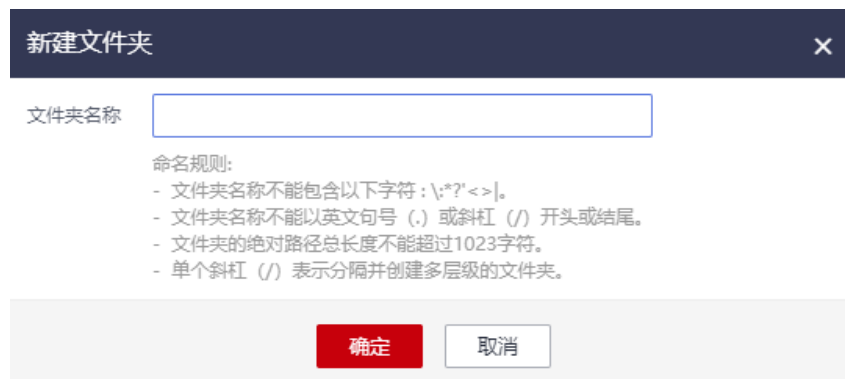 新建文件夹 ×
文件夹名称
命名规则:
- 文件夹名称不能包含以下字符 : \:*?"<>|。
- 文件夹名称不能以英文句号（.）或斜杠（/）开头或结尾。
- 文件夹的绝对路径总长度不能超过1023字符。
- 单个斜杠（/）表示分隔并创建多层级的文件夹。
确定 取消